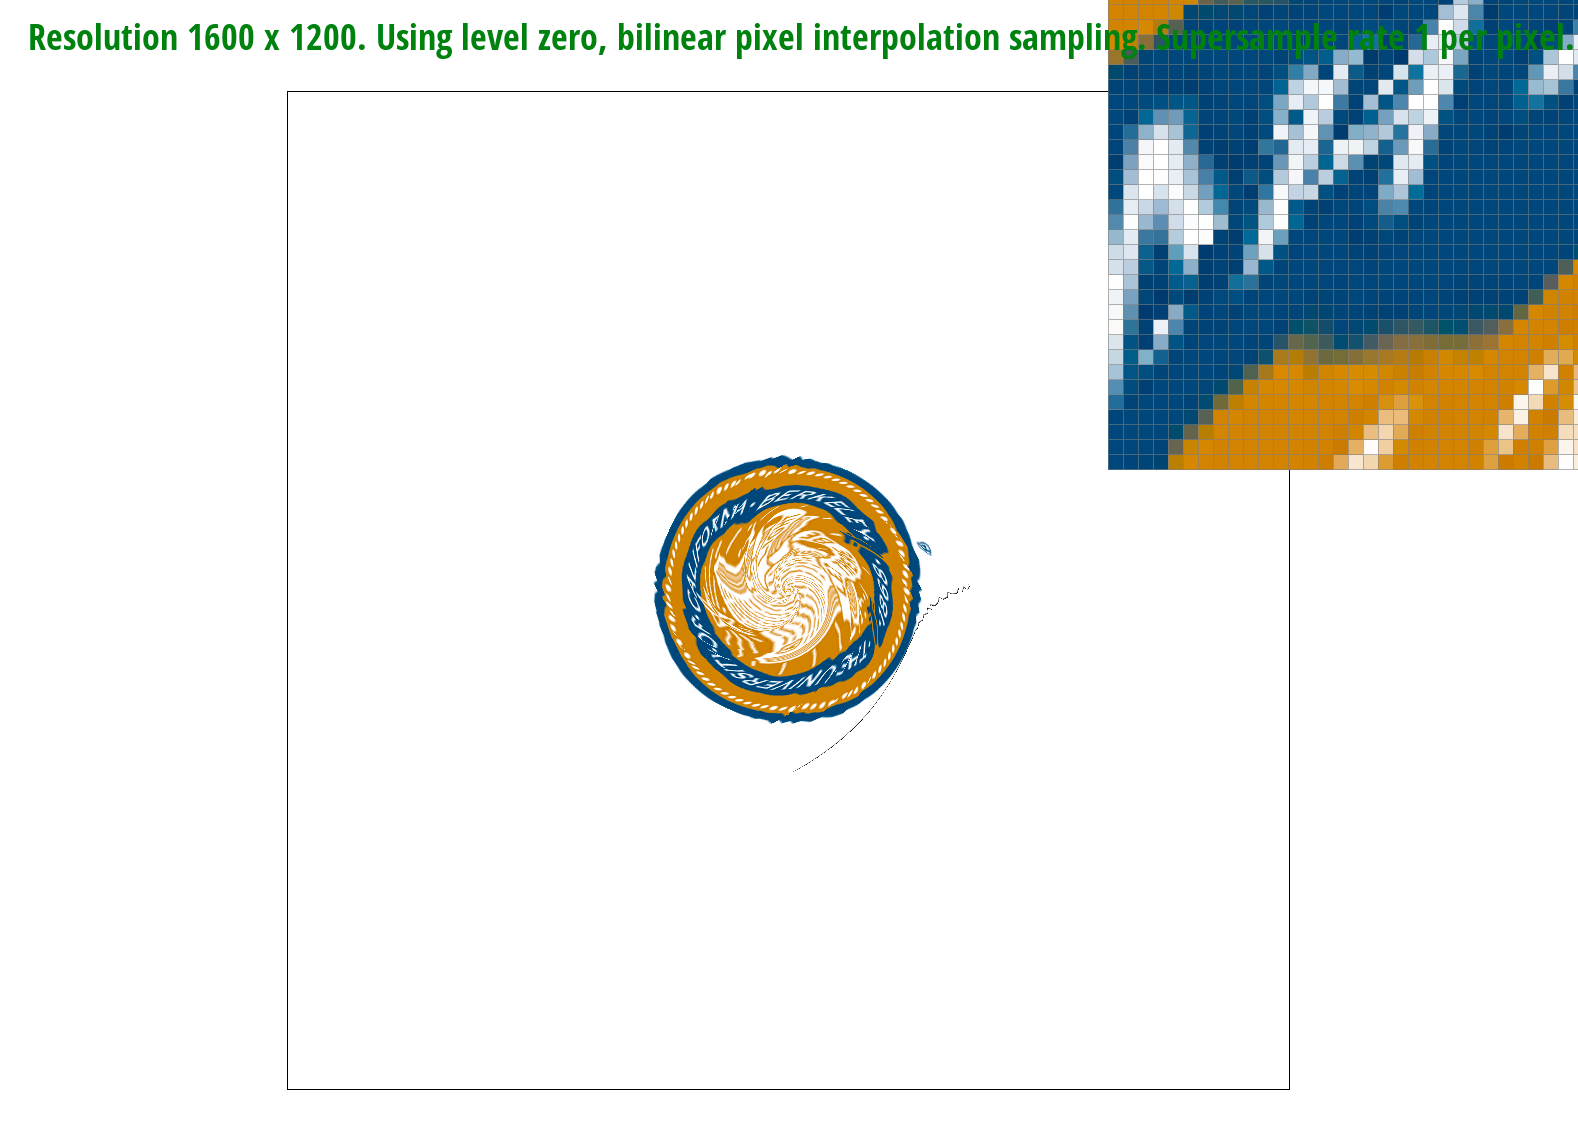 Resolution 1600 x 1200. Using level zero, bilinear pixel interpolation sampling. Supersample rate 1 per pixel.
CALIFORNIA · BERKELEY
1868
THE UNIVERSITY OF